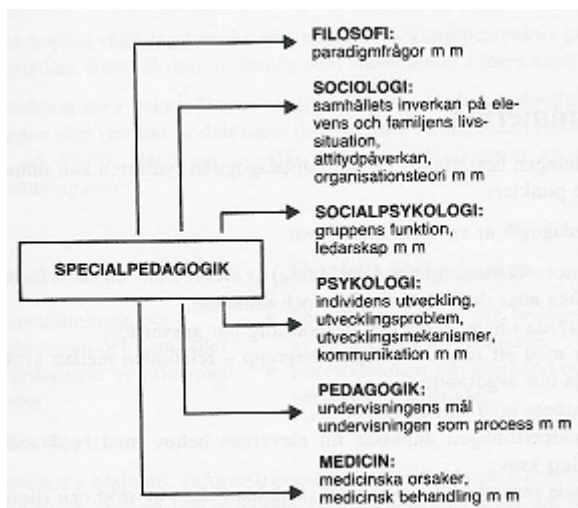 FILOSOFI:
paradigmfrågor m m
SOCIOLOGI:
samhällets inverkan på ele-
vens och familjens livs-
situation,
attitydpåverkan,
organisationsteori m m
SOCIALPSYKOLOGI:
gruppens funktion,
ledarskap m m
SPECIALPEDAGOGIK
PSYKOLOGI:
individens utveckling,
utvecklingsproblem,
utvecklingsmekanismer,
kommunikation m m
PEDAGOGIK:
undervisningens mål
undervisningen som process m m
MEDICIN:
medicinska orsaker,
medicinsk behandling m m